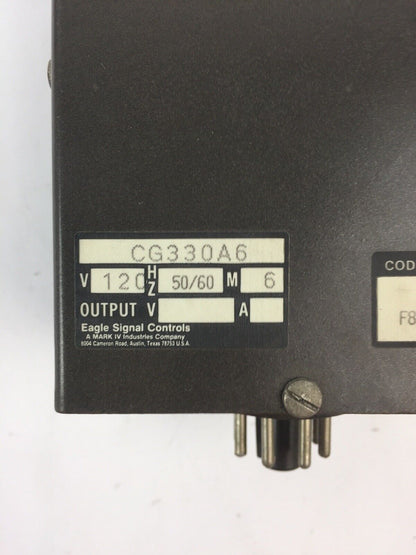 CG330A6
V 120 HZ 50/60 M 6
OUTPUT V A
Eagle Signal Controls
A MARK IV Industries Company
8004 Cameron Road, Austin, Texas 78753 U.S.A.
COD
F8